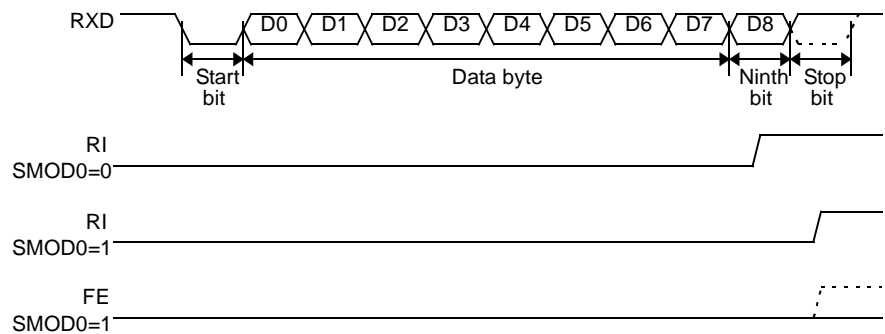 RXD
D0 D1 D2 D3 D4 D5 D6 D7 D8
Start bit
Data byte
Ninth bit
Stop bit
RI
SMOD0=0
RI
SMOD0=1
FE
SMOD0=1